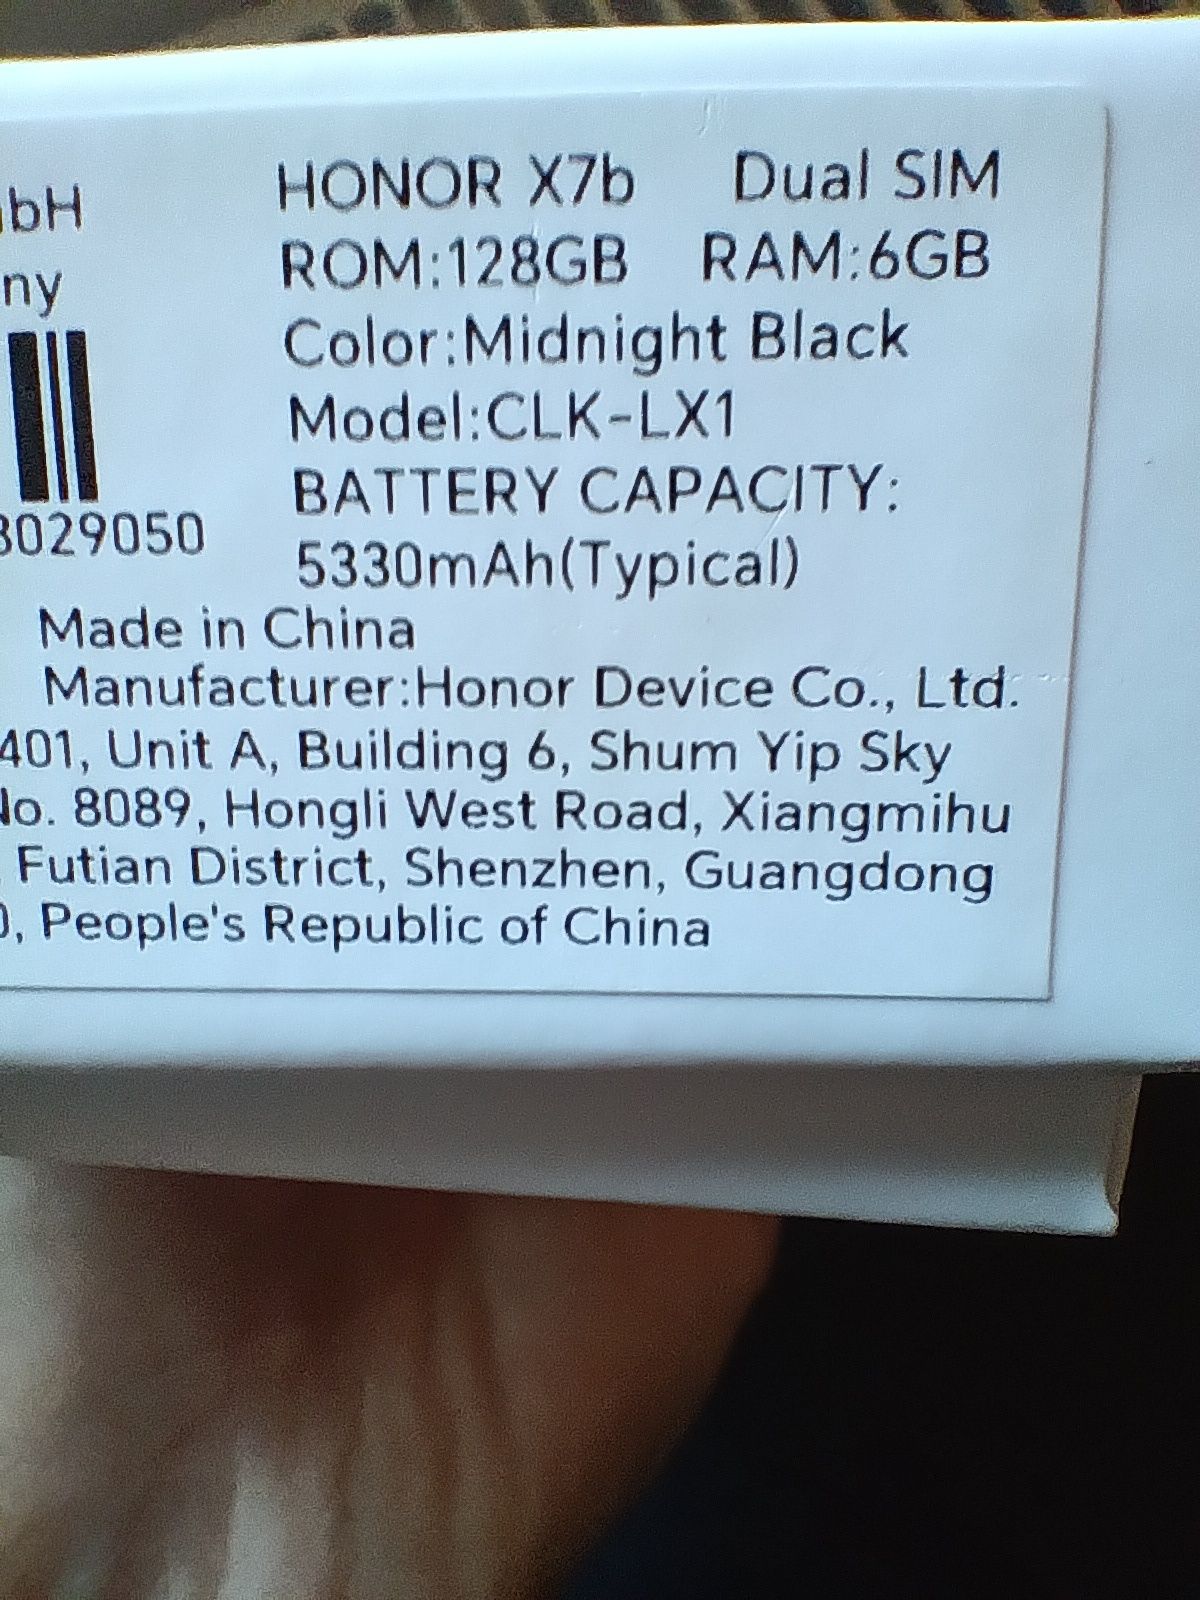 HONOR X7b Dual SIM
ROM:128GB RAM:6GB
Color:Midnight Black
Model:CLK-LX1
BATTERY CAPACITY:
5330mAh(Typical)
bH
ny
3029050
Made in China
Manufacturer:Honor Device Co., Ltd.
401, Unit A, Building 6, Shum Yip Sky
No. 8089, Hongli West Road, Xiangmihu
Futian District, Shenzhen, Guangdong
, People's Republic of China